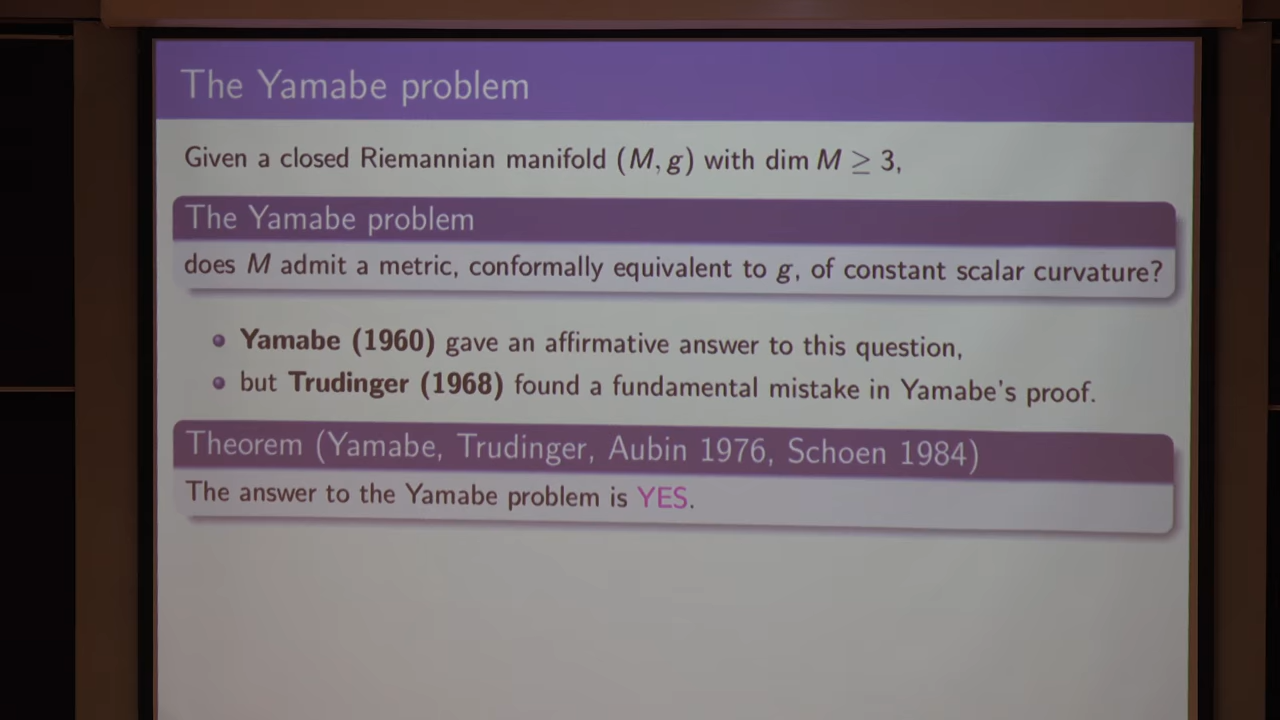 The Yamabe problem
Given a closed Riemannian manifold (M, g) with dim M ≥ 3,
The Yamabe problem
does M admit a metric, conformally equivalent to g, of constant scalar curvature?
• Yamabe (1960) gave an affirmative answer to this question,
• but Trudinger (1968) found a fundamental mistake in Yamabe's proof.
Theorem (Yamabe, Trudinger, Aubin 1976, Schoen 1984)
The answer to the Yamabe problem is YES.